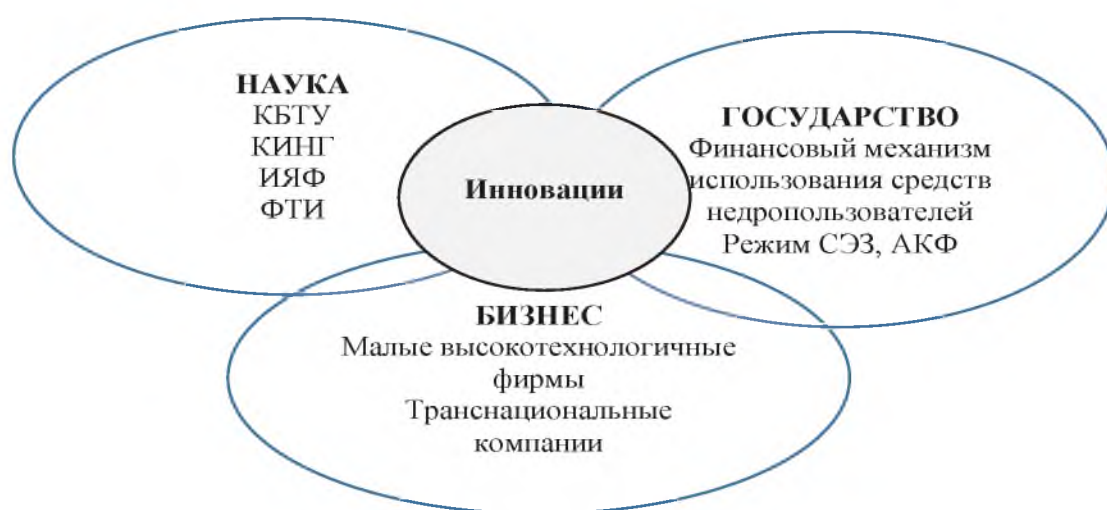 НАУКА
КБТУ
КИНГ
ИЯФ
ФТИ
Инновации
ГОСУДАРСТВО
Финансовый механизм
использования средств
недропользователей
Режим СЭЗ, АКФ
БИЗНЕС
Малые высокотехнологичные
фирмы
Транснациональные
компании